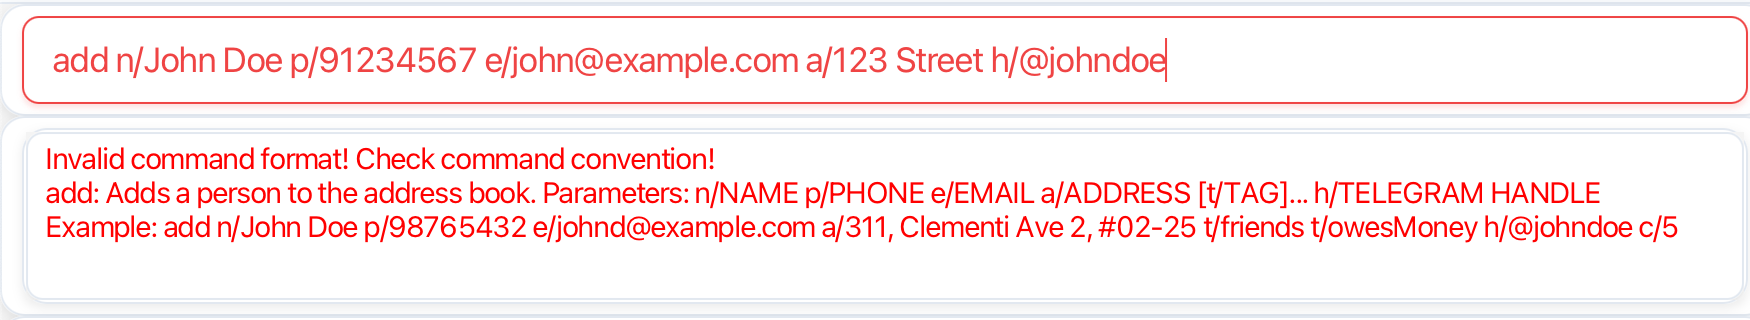 add n/John Doe p/91234567 e/john@example.com a/123 Street h/@johndoe
Invalid command format! Check command convention!
add: Adds a person to the address book. Parameters: n/NAME p/PHONE e/EMAIL a/ADDRESS [t/TAG]... h/TELEGRAM HANDLE
Example: add n/John Doe p/98765432 e/johnd@example.com a/311, Clementi Ave 2, #02-25 t/friends t/owesMoney h/@johndoe c/5